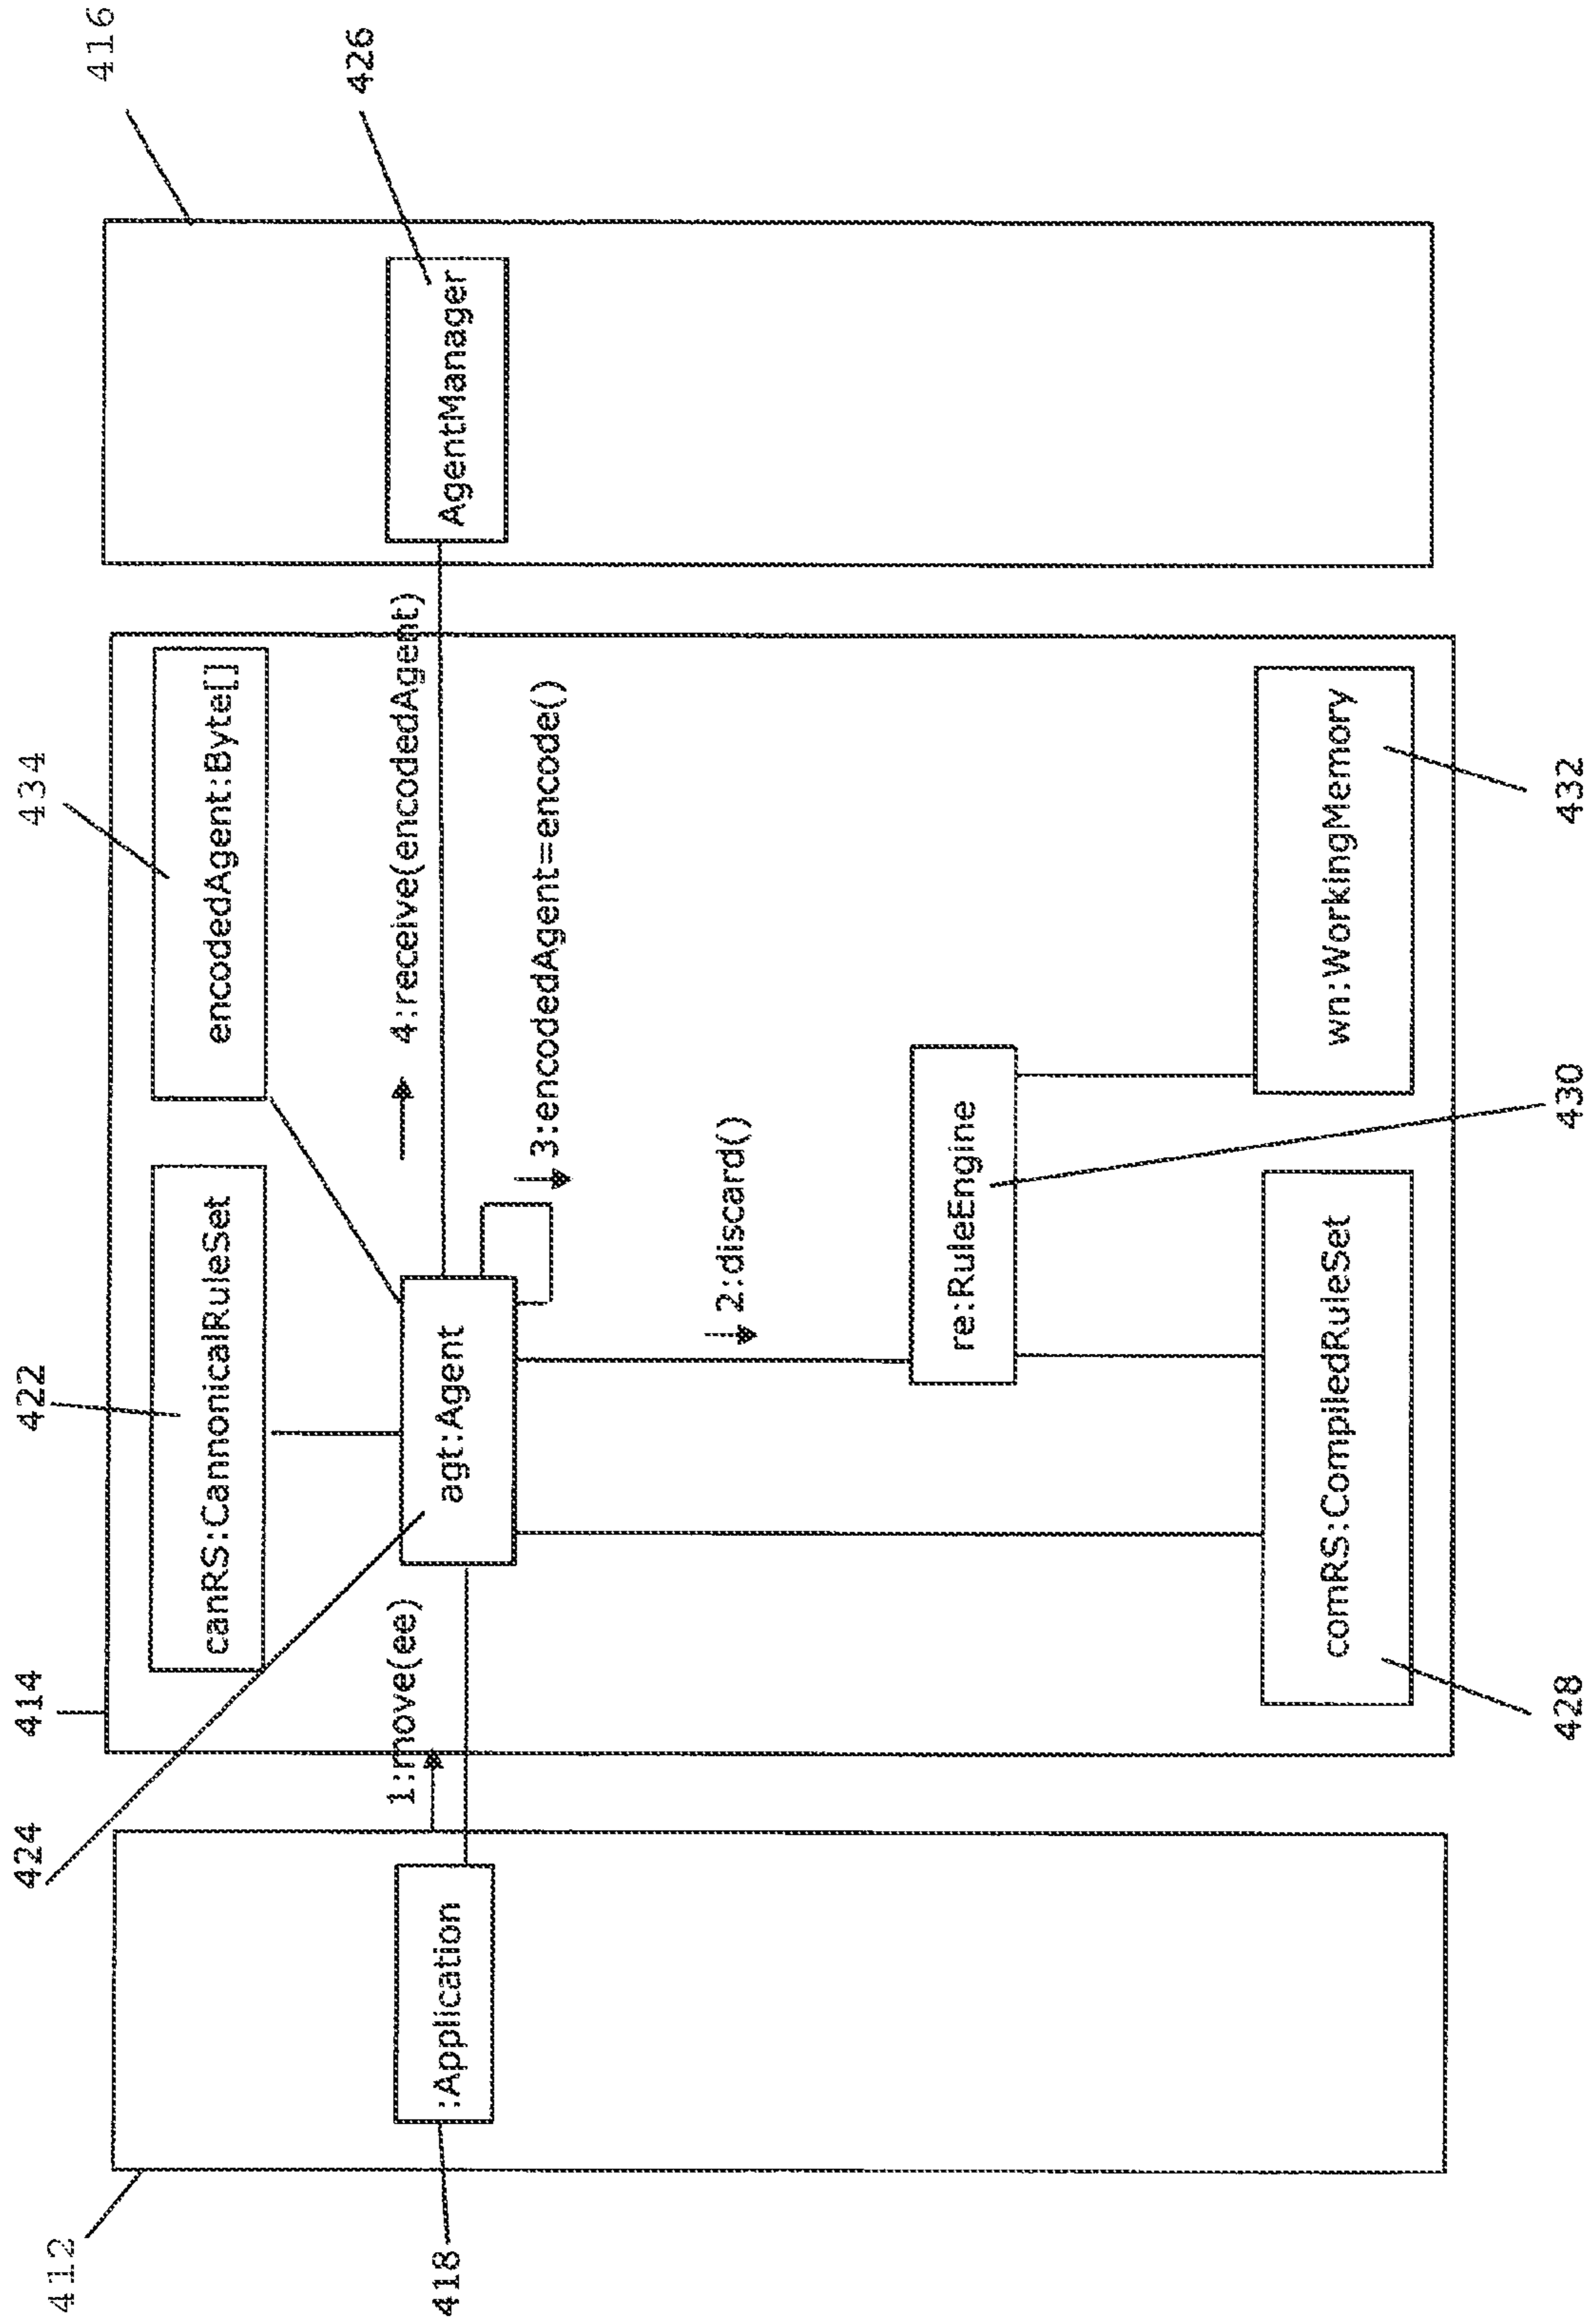 412
424
414
422
434
416
426
canRS:CannonicalRuleSet
encodedAgent:Byte[]
1:move(ee)
4:receive(encodedAgent)
418
:Application
agt:Agent
AgentManager
3:encodedAgent=encode()
2:discard()
re:RuleEngine
comRS:CompiledRuleSet
wn:WorkingMemory
428
430
432